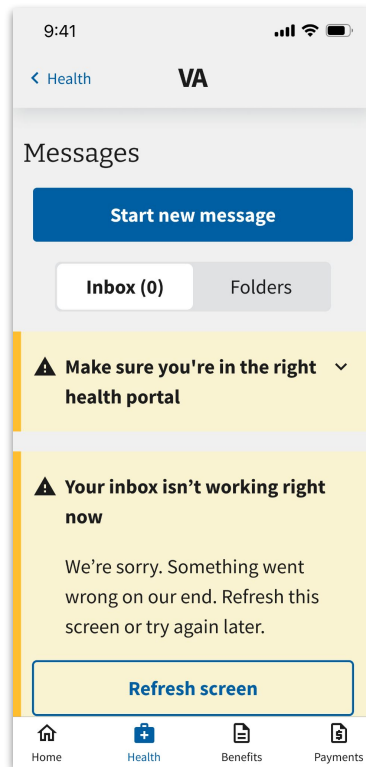 9:41
Health
VA
Messages
Start new message
Inbox (0)
Folders
Make sure you're in the right
health portal
Your inbox isn’t working right
now
We’re sorry. Something went
wrong on our end. Refresh this
screen or try again later.
Refresh screen
Home
Health
Benefits
Payments